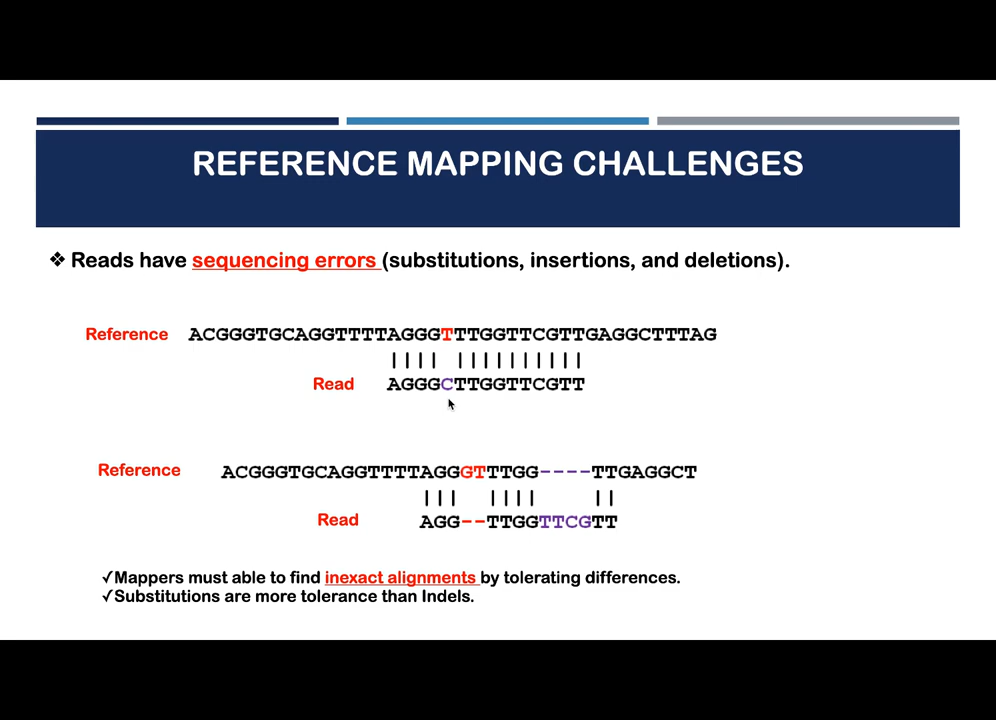 REFERENCE MAPPING CHALLENGES
❖ Reads have sequencing errors (substitutions, insertions, and deletions).
Reference ACGGGTGCAGGTTTTAGGGTTTGGTTCGTTGAGGCTTTAG
|||| ||||||||||
Read AGGGCTTGGTTCGTT
Reference ACGGGTGCAGGTTTTAGGGTTTGG----TTGAGGCT
||| |||| ||
Read AGG--TTGGTTCGTT
✓Mappers must able to find inexact alignments by tolerating differences.
✓Substitutions are more tolerance than Indels.